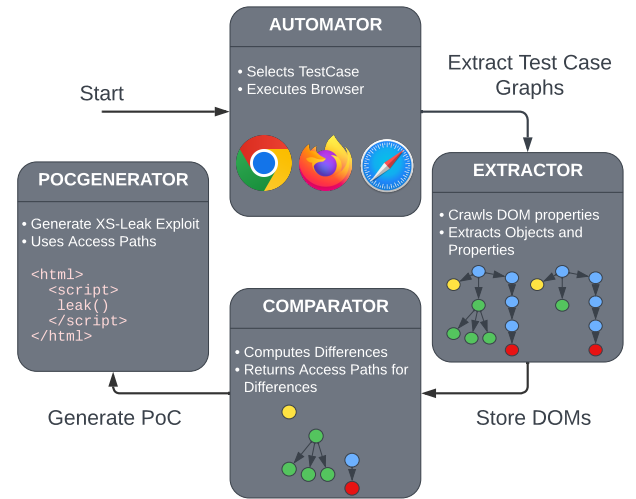 AUTOMATOR
• Selects TestCase
• Executes Browser
Start
Extract Test Case
Graphs
EXTRACTOR
• Crawls DOM properties
• Extracts Objects and
Properties
POCGENERATOR
• Generate XS-Leak Exploit
• Uses Access Paths
<html>
<script>
leak()
</script>
</html>
COMPARATOR
• Computes Differences
• Returns Access Paths for
Differences
Generate PoC
Store DOMs